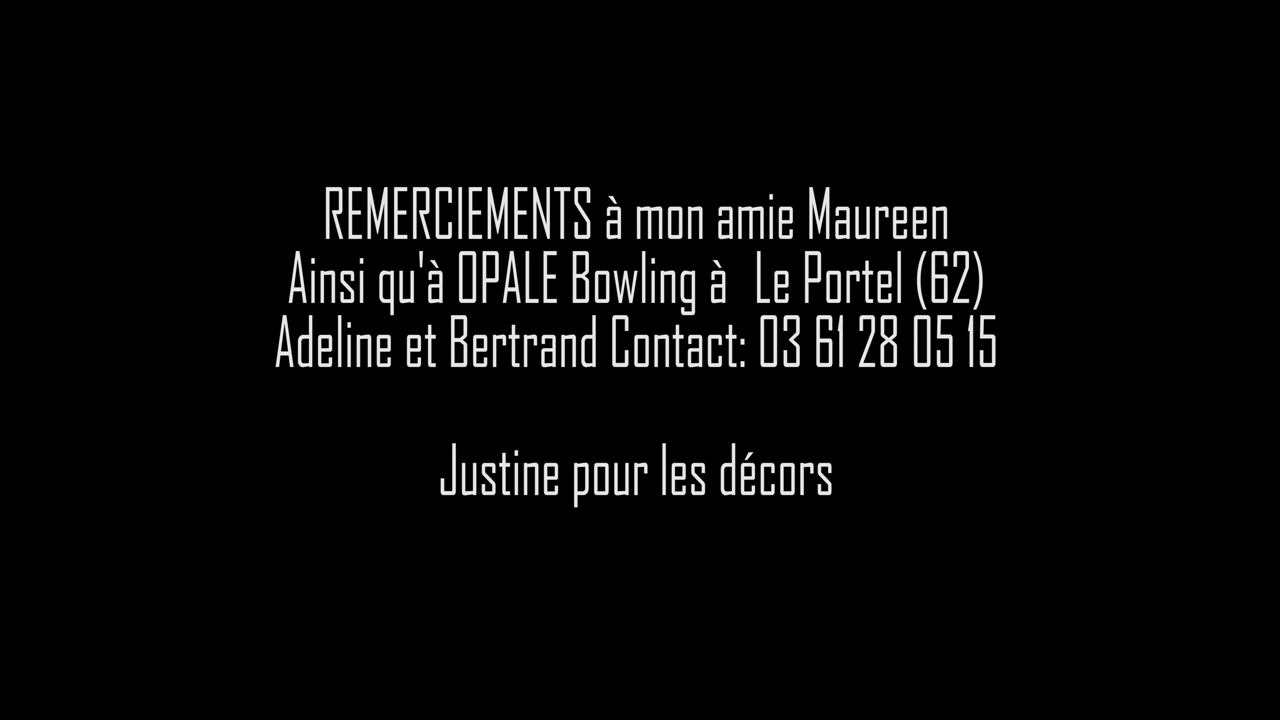 REMERCIEMENTS à mon amie Maureen
Ainsi qu'à OPALE Bowling à  Le Portel (62)
Adeline et Bertrand Contact: 03 61 28 05 15
Justine pour les décors